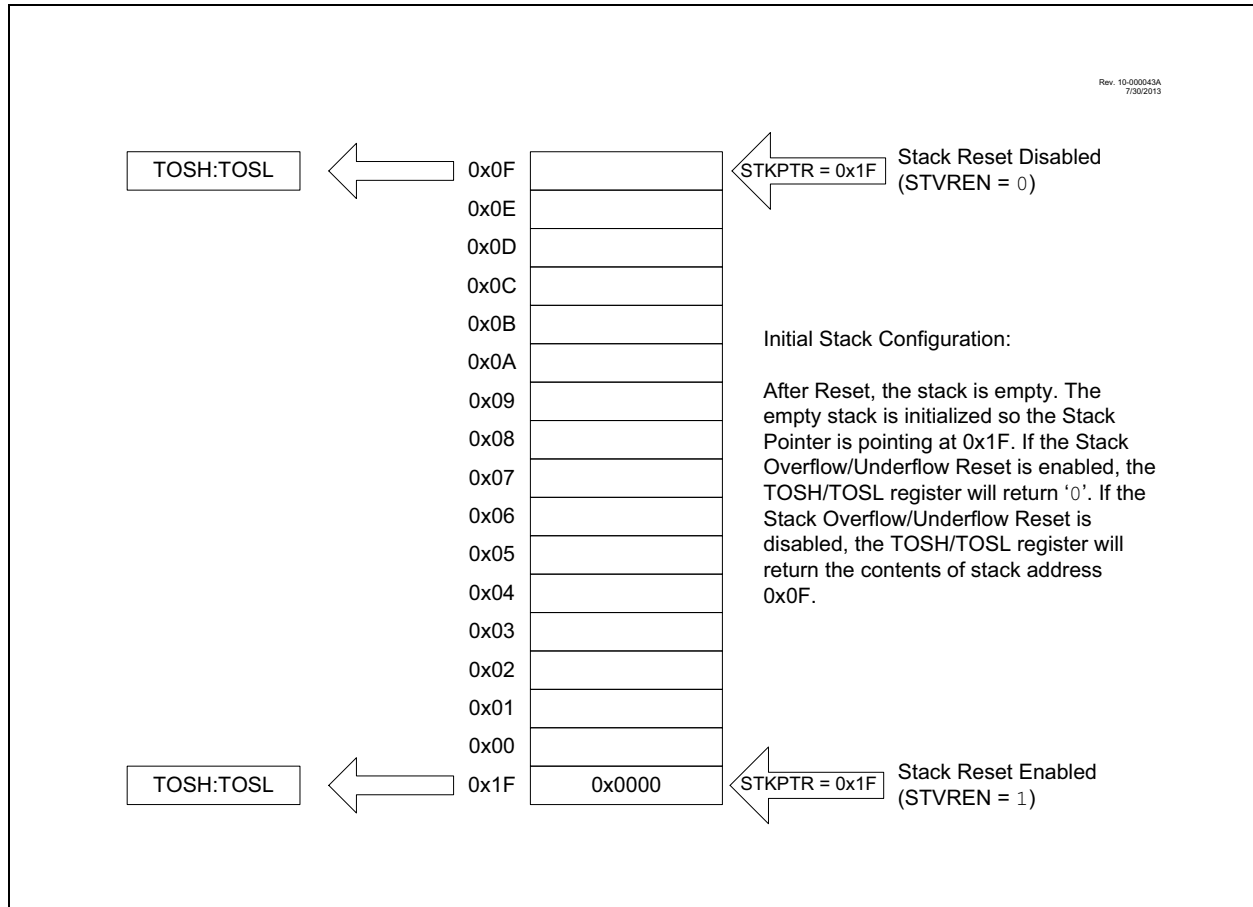 Rev. 10-000043A
7/30/2013
TOSH:TOSL
0x0F
STKPTR = 0x1F
Stack Reset Disabled
(STVREN = 0)
0x0E
0x0D
0x0C
0x0B
0x0A
0x09
0x08
0x07
0x06
0x05
0x04
0x03
0x02
0x01
0x00
Initial Stack Configuration:
After Reset, the stack is empty. The
empty stack is initialized so the Stack
Pointer is pointing at 0x1F. If the Stack
Overflow/Underflow Reset is enabled, the
TOSH/TOSL register will return ‘0’. If the
Stack Overflow/Underflow Reset is
disabled, the TOSH/TOSL register will
return the contents of stack address
0x0F.
TOSH:TOSL
0x1F
0x0000
STKPTR = 0x1F
Stack Reset Enabled
(STVREN = 1)